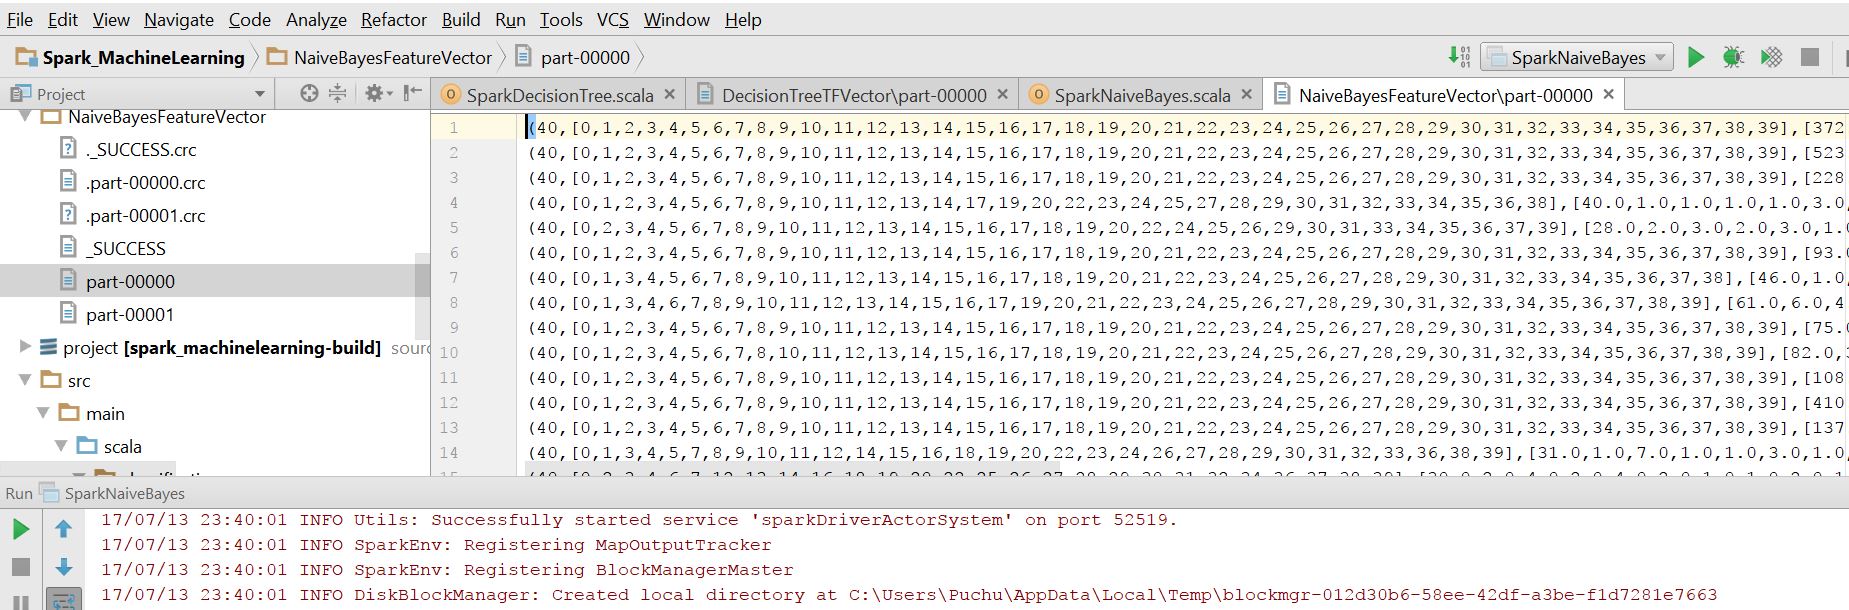 File Edit View Navigate Code Analyze Refactor Build Run Tools VCS Window Help
Spark_MachineLearning NaiveBayesFeatureVector part-00000 SparkNaiveBayes
Project SparkDecisionTree.scala DecisionTreeTFVector\part-00000 SparkNaiveBayes.scala NaiveBayesFeatureVector\part-00000
NaiveBayesFeatureVector
._SUCCESS.crc
.part-00000.crc
.part-00001.crc
_SUCCESS
part-00000
part-00001
project [spark_machinelearning-build] sourc
src
main
scala
1 (40,[0,1,2,3,4,5,6,7,8,9,10,11,12,13,14,15,16,17,18,19,20,21,22,23,24,25,26,27,28,29,30,31,32,33,34,35,36,37,38,39],[372
2 (40,[0,1,2,3,4,5,6,7,8,9,10,11,12,13,14,15,16,17,18,19,20,21,22,23,24,25,26,27,28,29,30,31,32,33,34,35,36,37,38,39],[523
3 (40,[0,1,2,3,4,5,6,7,8,9,10,11,12,13,14,15,16,17,18,19,20,21,22,23,24,25,26,27,28,29,30,31,32,33,34,35,36,37,38,39],[228
4 (40,[0,1,2,3,4,5,6,7,8,9,10,11,12,13,14,17,19,20,22,23,24,25,27,28,29,30,31,32,33,34,35,36,38],[40.0,1.0,1.0,1.0,1.0,3.0,
5 (40,[0,2,3,4,5,6,7,8,9,10,11,12,13,14,15,16,17,18,19,20,22,24,25,26,29,30,31,33,34,35,36,37,39],[28.0,2.0,3.0,2.0,3.0,1.0
6 (40,[0,1,2,3,4,5,6,7,8,9,10,11,12,13,14,15,16,17,18,19,20,21,22,23,24,25,26,27,28,29,30,31,32,33,34,35,36,37,38,39],[93.0
7 (40,[0,1,3,4,5,6,7,8,9,10,11,12,13,14,15,16,17,18,19,20,21,22,23,24,25,26,27,28,29,30,31,32,33,34,35,36,37,38],[46.0,1.0
8 (40,[0,1,3,4,6,7,8,9,10,11,12,13,14,15,16,17,19,20,21,22,23,24,25,26,27,28,29,30,31,32,33,34,35,36,37,38,39],[61.0,6.0,4
9 (40,[0,1,2,3,4,5,6,7,8,9,10,11,12,13,14,15,16,17,18,19,20,21,22,23,24,25,26,27,28,29,30,31,32,33,34,35,36,37,38,39],[75.0
10 (40,[0,1,2,3,4,5,6,7,8,9,10,11,12,13,14,15,16,17,18,19,20,21,22,23,24,25,26,27,28,29,30,31,32,33,34,35,37,38,39],[82.0,
11 (40,[0,1,2,3,4,5,6,7,8,9,10,11,12,13,14,15,16,17,18,19,20,21,22,23,24,25,26,27,28,29,30,31,32,33,34,35,36,37,38,39],[108
12 (40,[0,1,2,3,4,5,6,7,8,9,10,11,12,13,14,15,16,17,18,19,20,21,22,23,24,25,26,27,28,29,30,31,32,33,34,35,36,37,38,39],[410
13 (40,[0,1,2,3,4,5,6,7,8,9,10,11,12,13,14,15,16,17,18,19,20,21,22,23,24,25,26,27,28,29,30,31,32,33,34,35,36,37,38,39],[137
14 (40,[0,1,3,5,7,8,9,10,11,12,14,15,16,18,19,20,22,23,24,26,27,28,29,30,31,32,33,36,38,39],[31.0,1.0,7.0,1.0,1.0,3.0,1.0,
Run SparkNaiveBayes
17/07/13 23:40:01 INFO Utils: Successfully started service 'sparkDriverActorSystem' on port 52519.
17/07/13 23:40:01 INFO SparkEnv: Registering MapOutputTracker
17/07/13 23:40:01 INFO SparkEnv: Registering BlockManagerMaster
17/07/13 23:40:01 INFO DiskBlockManager: Created local directory at C:\Users\Puchu\AppData\Local\Temp\blockmgr-012d30b6-58ee-42df-a3be-f1d7281e7663